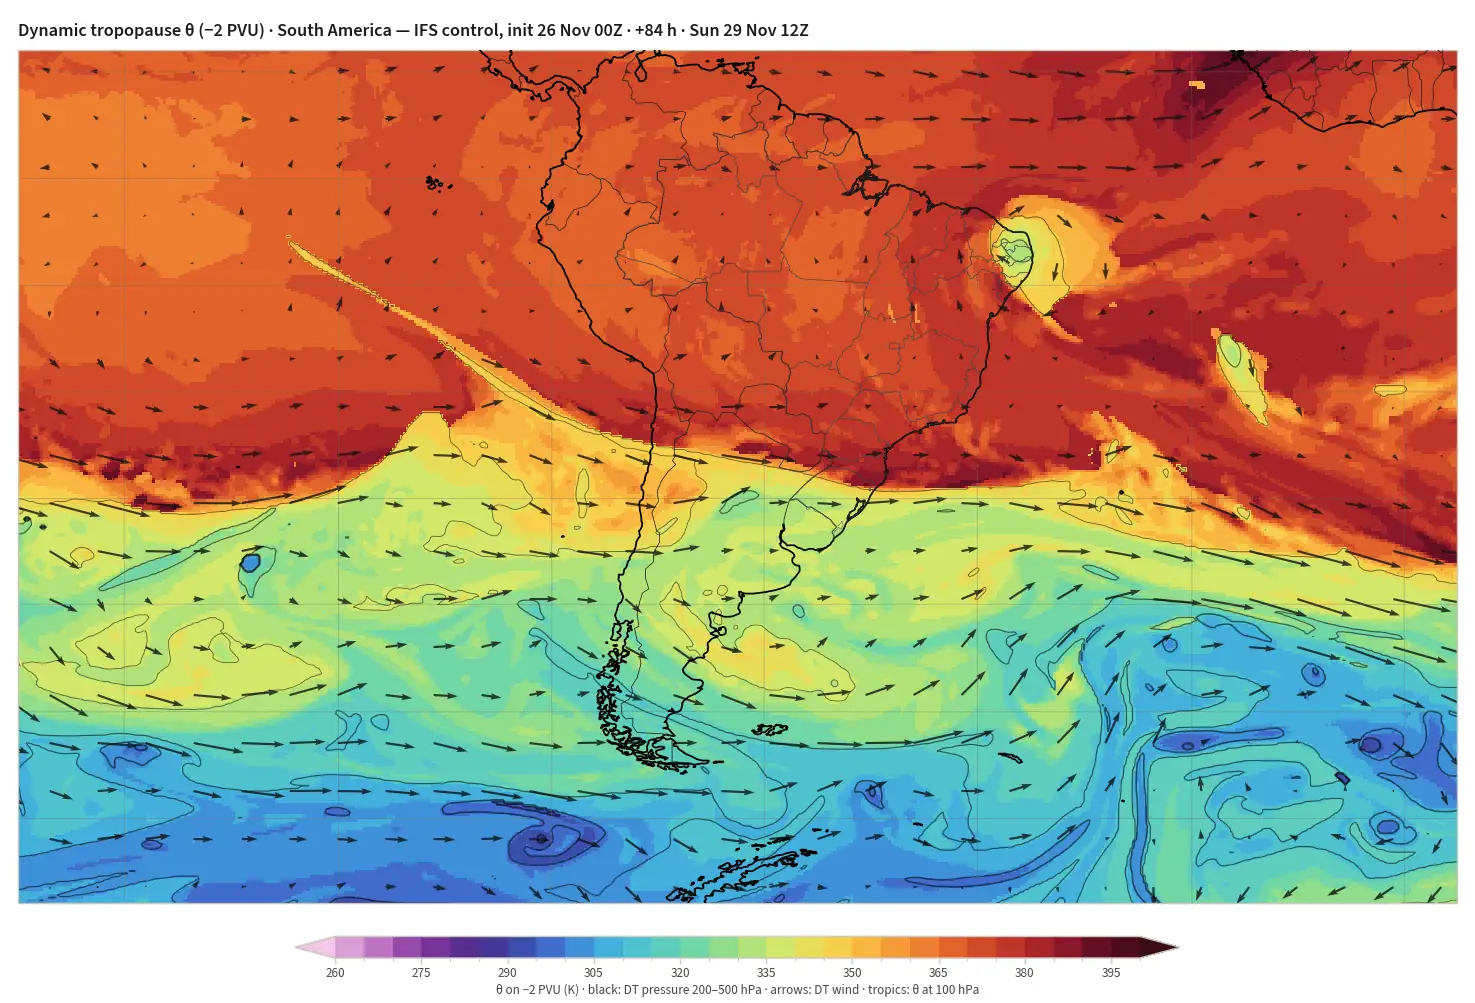 Dynamic tropopause θ (−2 PVU) · South America — IFS control, init 26 Nov 00Z · +84 h · Sun 29 Nov 12Z
260 275 290 305 320 335 350 365 380 395
θ on −2 PVU (K) · black: DT pressure 200–500 hPa · arrows: DT wind · tropics: θ at 100 hPa